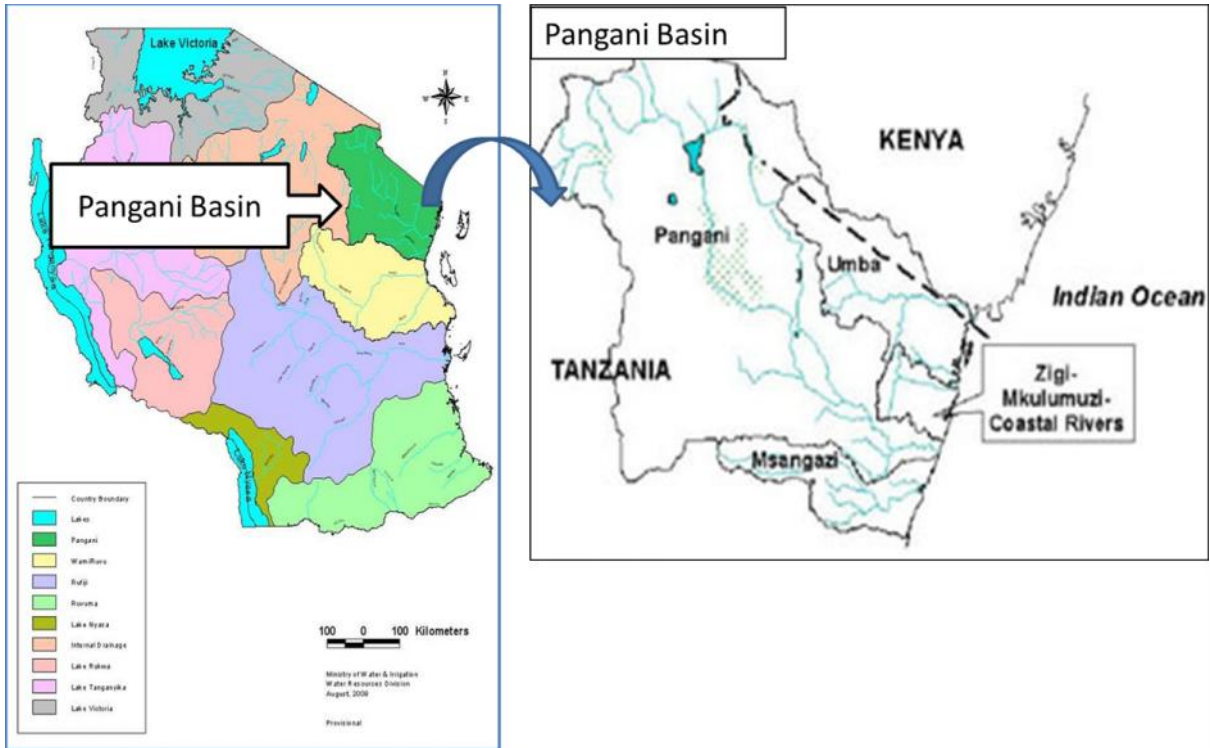 Lake Victoria
Pangani Basin
Country Boundary
Lakes
Pangani
Wami/Ruvu
Rufiji
Ruvuma
Lake Nyasa
Internal Drainage
Lake Rukwa
Lake Tanganyika
Lake Victoria
100 0 100 Kilometers
Ministry of Water & Irrigation
Water Resources Division
August, 2008
Provisional
Pangani Basin
KENYA
Pangani
Umba
Indian Ocean
TANZANIA
Zigi-
Mkulumuzi-
Coastal Rivers
Msangazi